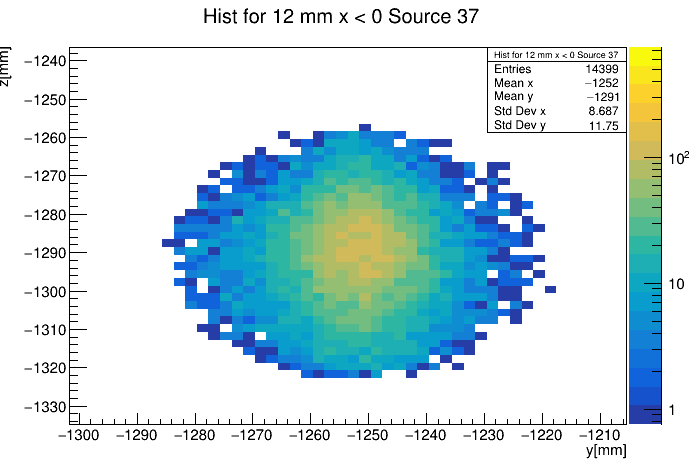 Hist for 12 mm x < 0 Source 37
z[mm]
Hist for 12 mm x < 0 Source 37
Entries 14399
Mean x −1252
Mean y −1291
Std Dev x 8.687
Std Dev y 11.75
−1240
−1250
−1260
−1270
−1280
−1290
−1300
−1310
−1320
−1330
10²
10
1
−1300 −1290 −1280 −1270 −1260 −1250 −1240 −1230 −1220 −1210
y[mm]